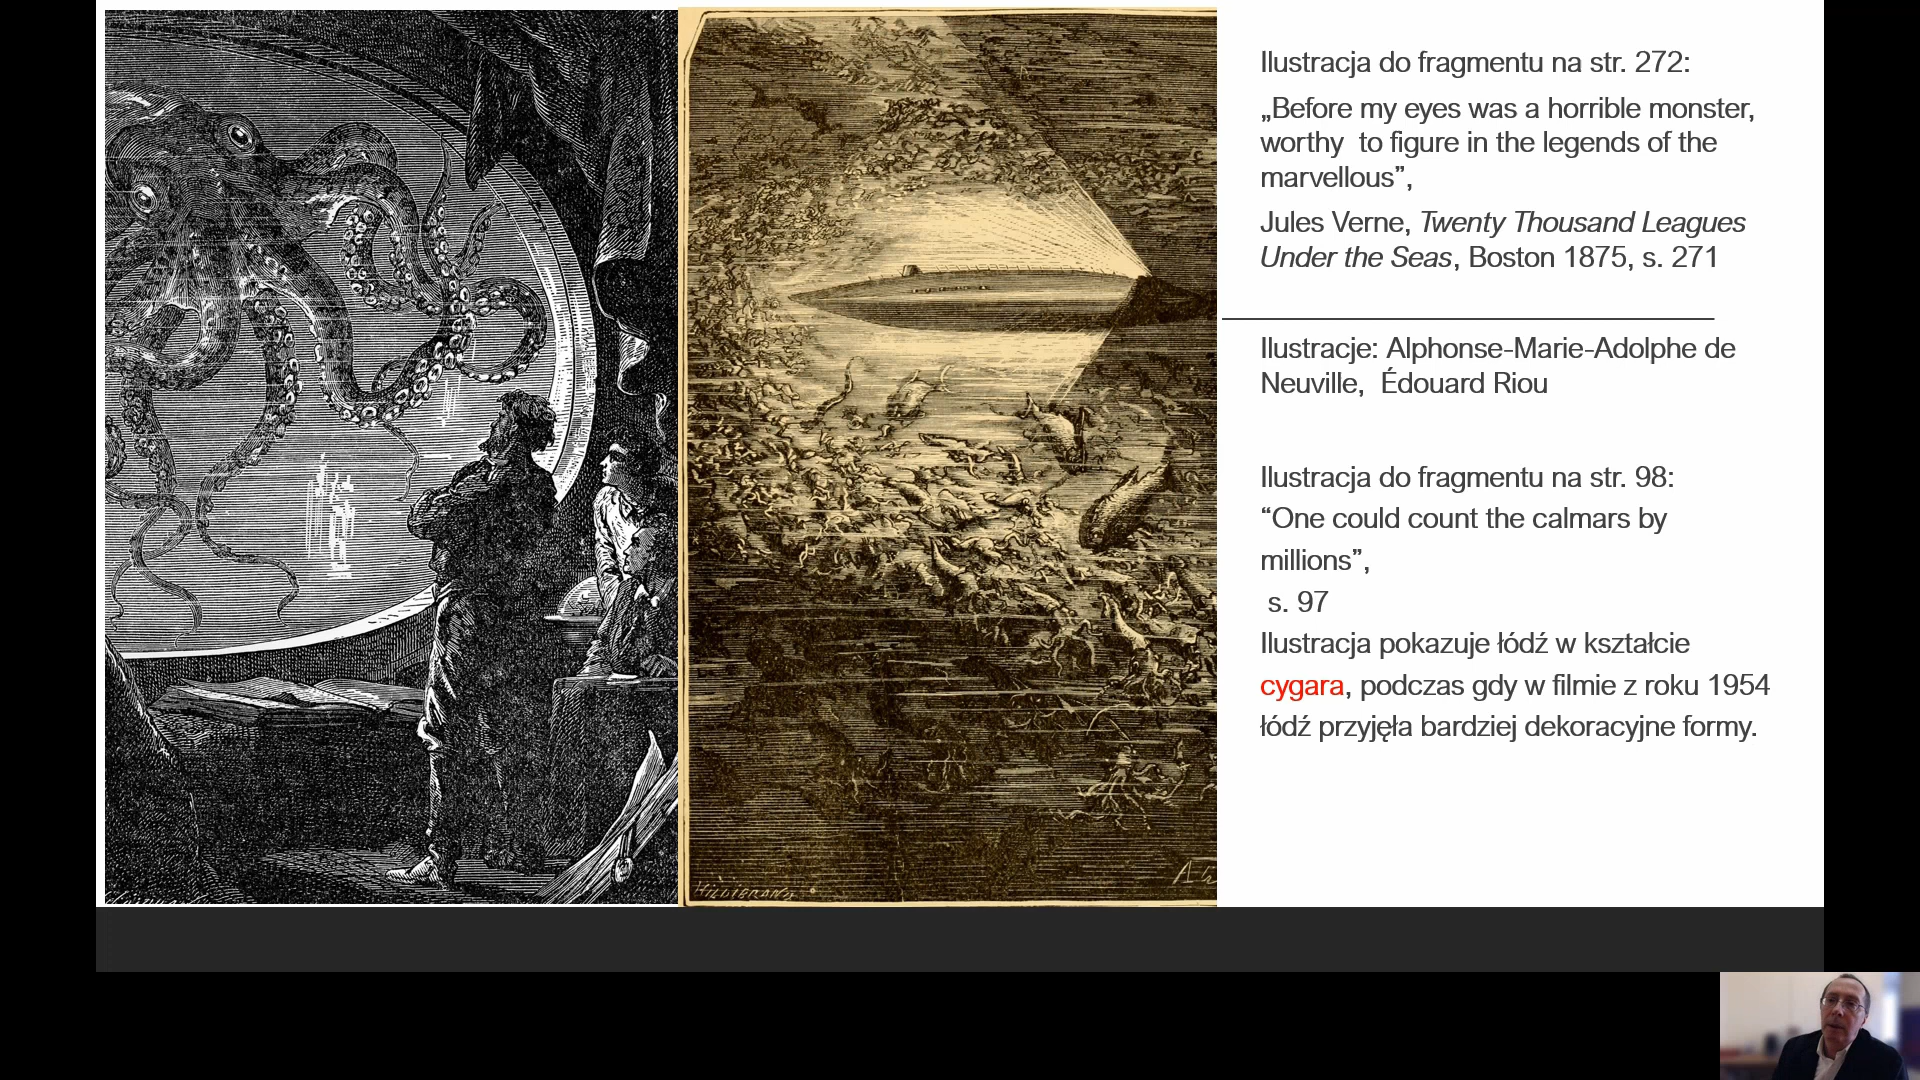 Ilustracja do fragmentu na str. 272:
„Before my eyes was a horrible monster,
worthy  to figure in the legends of the
marvellous”,
Jules Verne, Twenty Thousand Leagues
Under the Seas, Boston 1875, s. 271
Ilustracje: Alphonse-Marie-Adolphe de
Neuville,  Édouard Riou
Ilustracja do fragmentu na str. 98:
“One could count the calmars by
millions”,
s. 97
Ilustracja pokazuje łódź w kształcie
cygara, podczas gdy w filmie z roku 1954
łódź przyjęła bardziej dekoracyjne formy.
HILDIBRAND